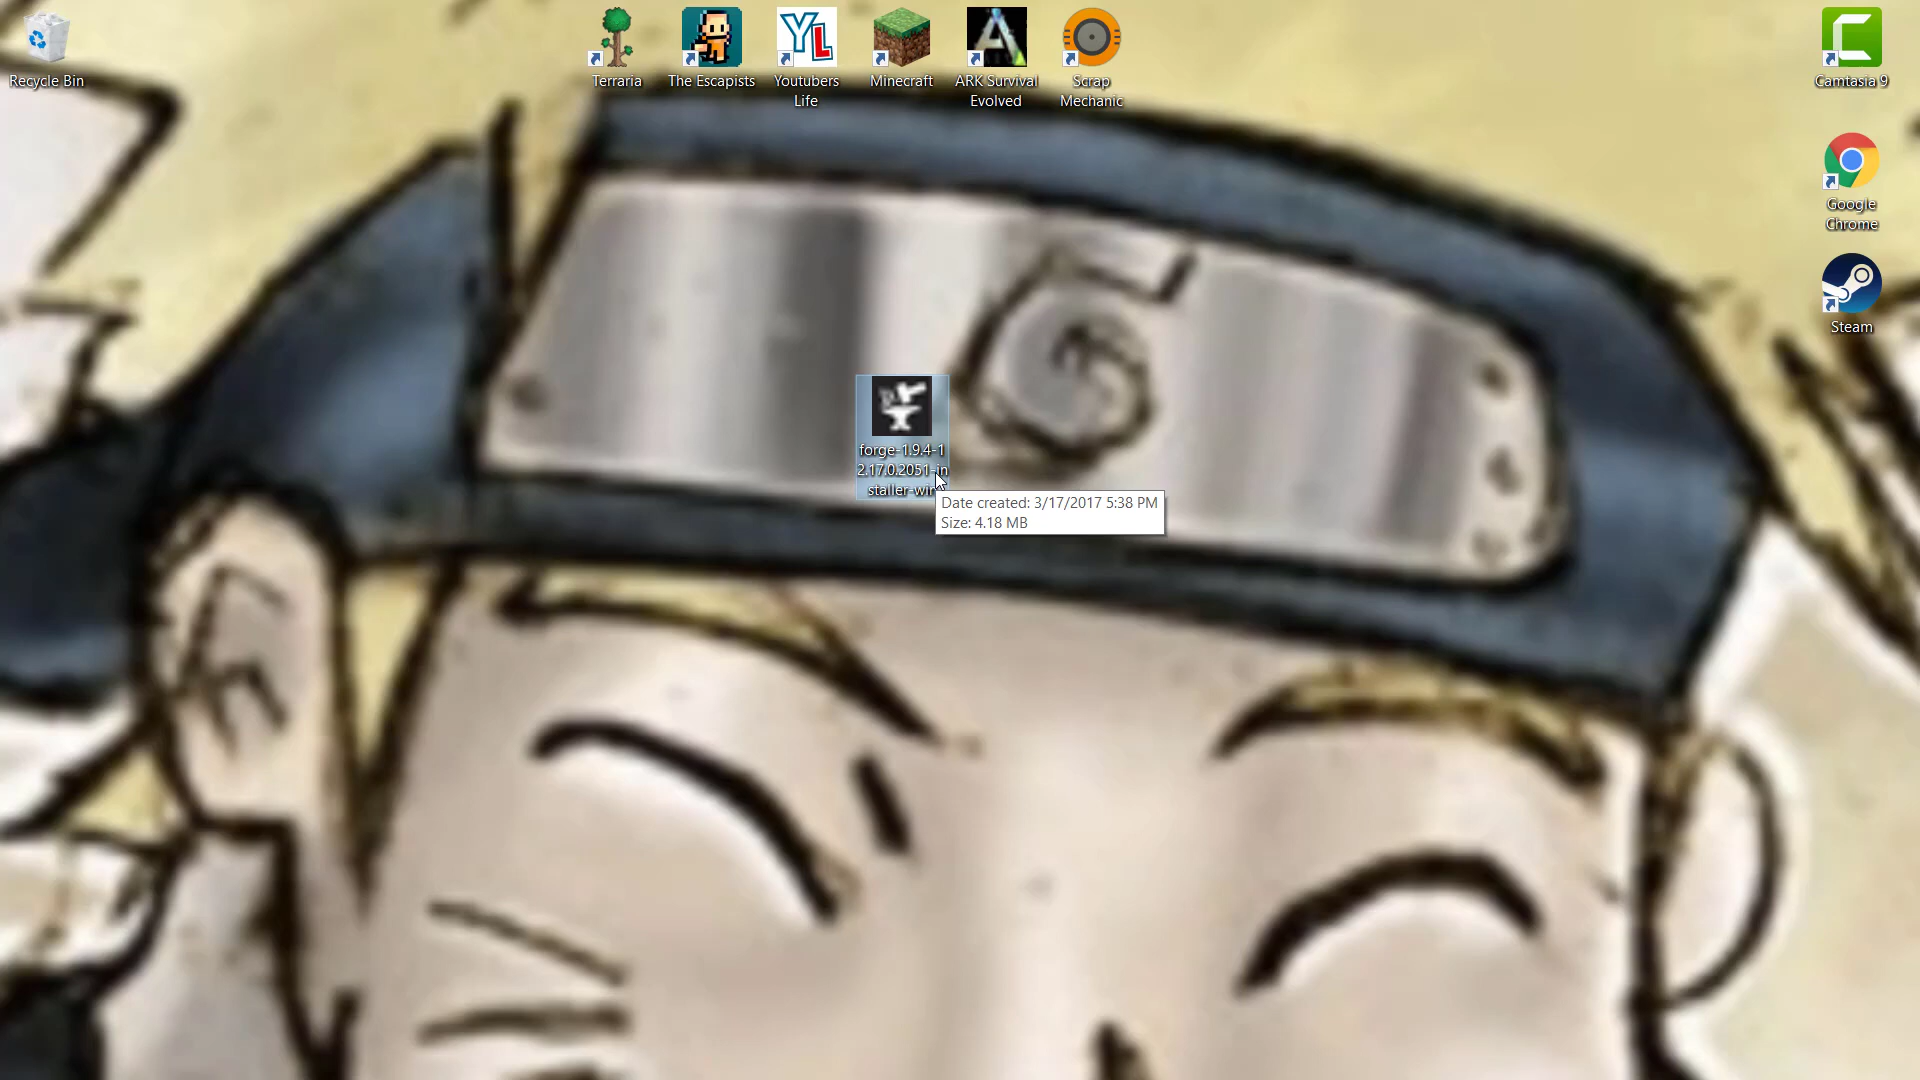 Recycle Bin
Terraria
The Escapists
YL
Youtubers
Life
Minecraft
ARK Survival
Evolved
Scrap
Mechanic
Camtasia 9
Google
Chrome
Steam
forge-1.9.4-1
2.17.0.2051-in
staller-win
Date created: 3/17/2017 5:38 PM
Size: 4.18 MB